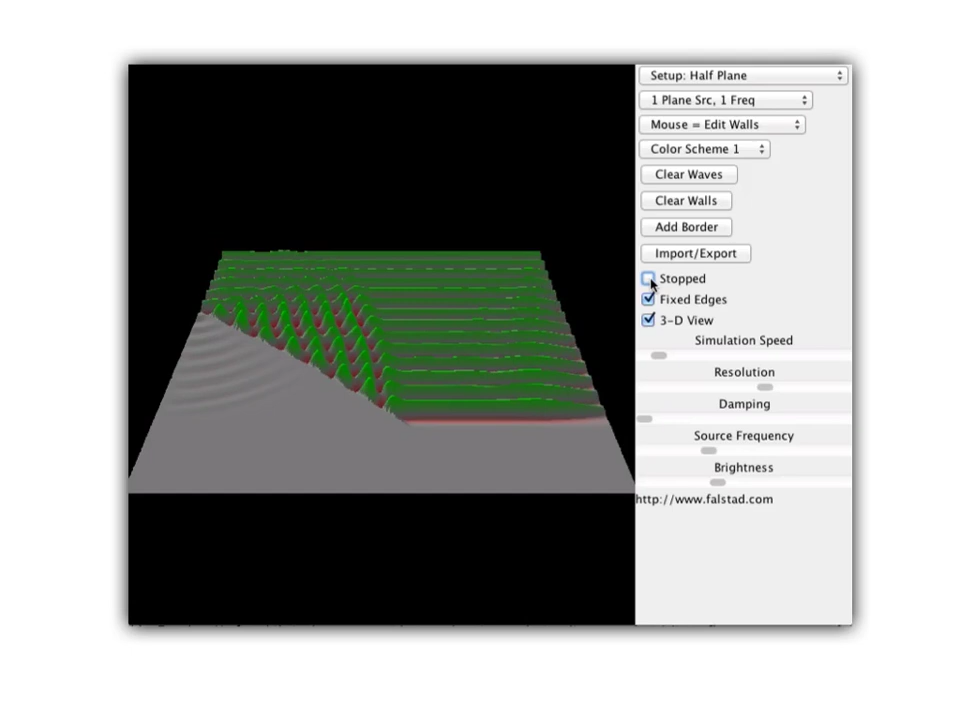 Setup: Half Plane
1 Plane Src, 1 Freq
Mouse = Edit Walls
Color Scheme 1
Clear Waves
Clear Walls
Add Border
Import/Export
Stopped
Fixed Edges
3-D View
Simulation Speed
Resolution
Damping
Source Frequency
Brightness
http://www.falstad.com